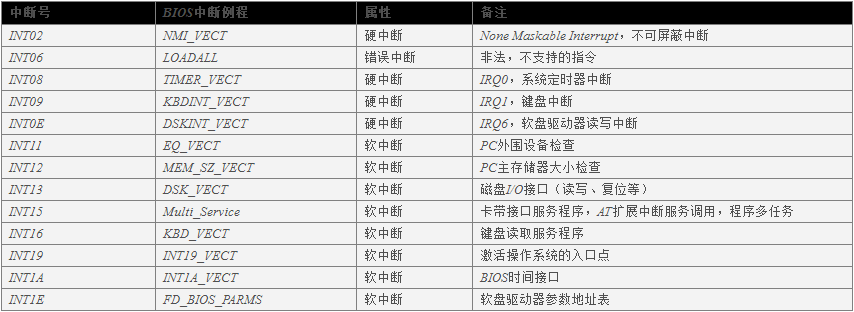 中断号 BIOS中断例程 属性 备注
INT02 NMI_VECT 硬中断 None Maskable Interrupt，不可屏蔽中断
INT06 LOADALL 错误中断 非法，不支持的指令
INT08 TIMER_VECT 硬中断 IRQ0，系统定时器中断
INT09 KBDINT_VECT 硬中断 IRQ1，键盘中断
INT0E DSKINT_VECT 硬中断 IRQ6，软盘驱动器读写中断
INT11 EQ_VECT 软中断 PC外围设备检查
INT12 MEM_SZ_VECT 软中断 PC主存储器大小检查
INT13 DSK_VECT 软中断 磁盘I/O接口（读写、复位等）
INT15 Multi_Service 软中断 卡带接口服务程序，AT扩展中断服务调用，程序多任务
INT16 KBD_VECT 软中断 键盘读取服务程序
INT19 INT19_VECT 软中断 激活操作系统的入口点
INT1A INT1A_VECT 软中断 BIOS时间接口
INT1E FD_BIOS_PARMS 软中断 软盘驱动器参数地址表